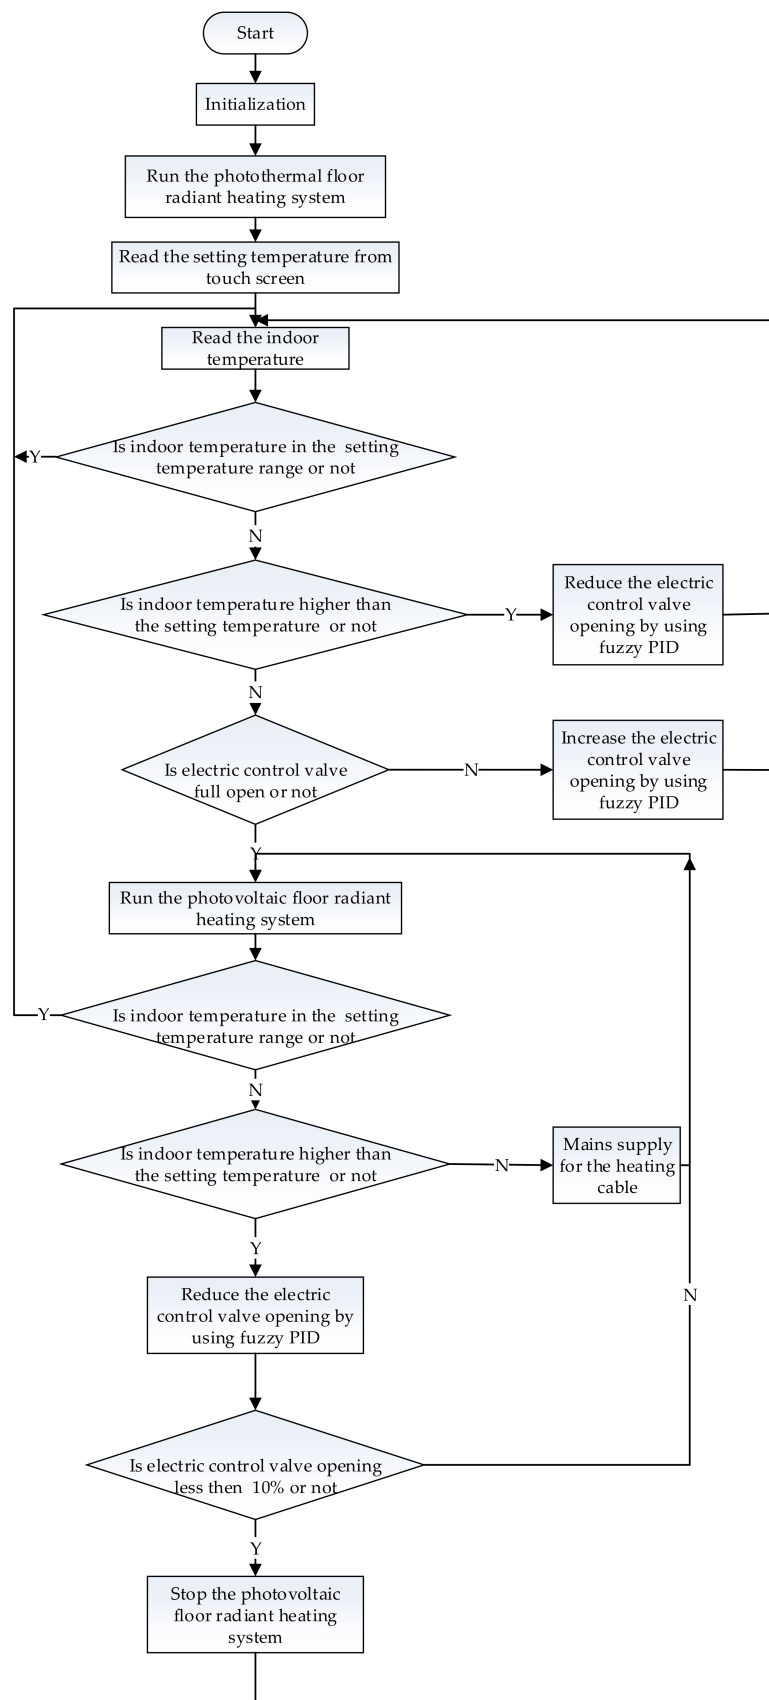 Start
Initialization
Run the photothermal floor
radiant heating system
Read the setting temperature from
touch screen
Read the indoor
temperature
Is indoor temperature in the setting
temperature range or not
Y
N
Is indoor temperature higher than
the setting temperature or not
Y
Reduce the electric
control valve
opening by using
fuzzy PID
N
Is electric control valve
full open or not
N
Increase the electric
control valve
opening by using
fuzzy PID
Y
Run the photovoltaic floor radiant
heating system
Is indoor temperature in the setting
temperature range or not
Y
N
Is indoor temperature higher than
the setting temperature or not
N
Mains supply
for the heating
cable
Y
Reduce the electric
control valve opening by
using fuzzy PID
N
Is electric control valve opening
less then 10% or not
Y
Stop the photovoltaic
floor radiant heating
system